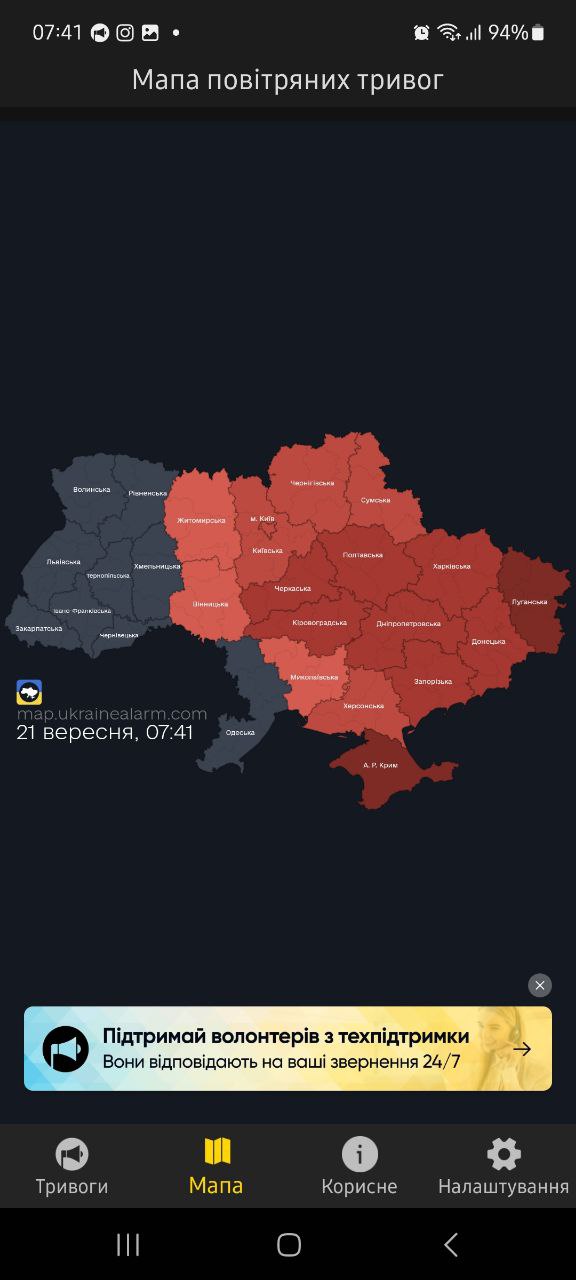 07:41
94%
Мапа повітряних тривог
Чернігівська
Волинська
Рівненська
Сумська
Житомирська
м. Київ
Київська
Полтавська
Львівська
Хмельницька
Харківська
Тернопільська
Черкаська
Луганська
Вінницька
Івано-Франківська
Кіровоградська
Дніпропетровська
Закарпатська
Чернівецька
Донецька
Миколаївська
Запорізька
Херсонська
map.ukrainealarm.com
21 вересня, 07:41
Одеська
А. Р. Крим
Підтримай волонтерів з техпідтримки
Вони відповідають на ваші звернення 24/7
Тривоги
Мапа
Корисне
Налаштування